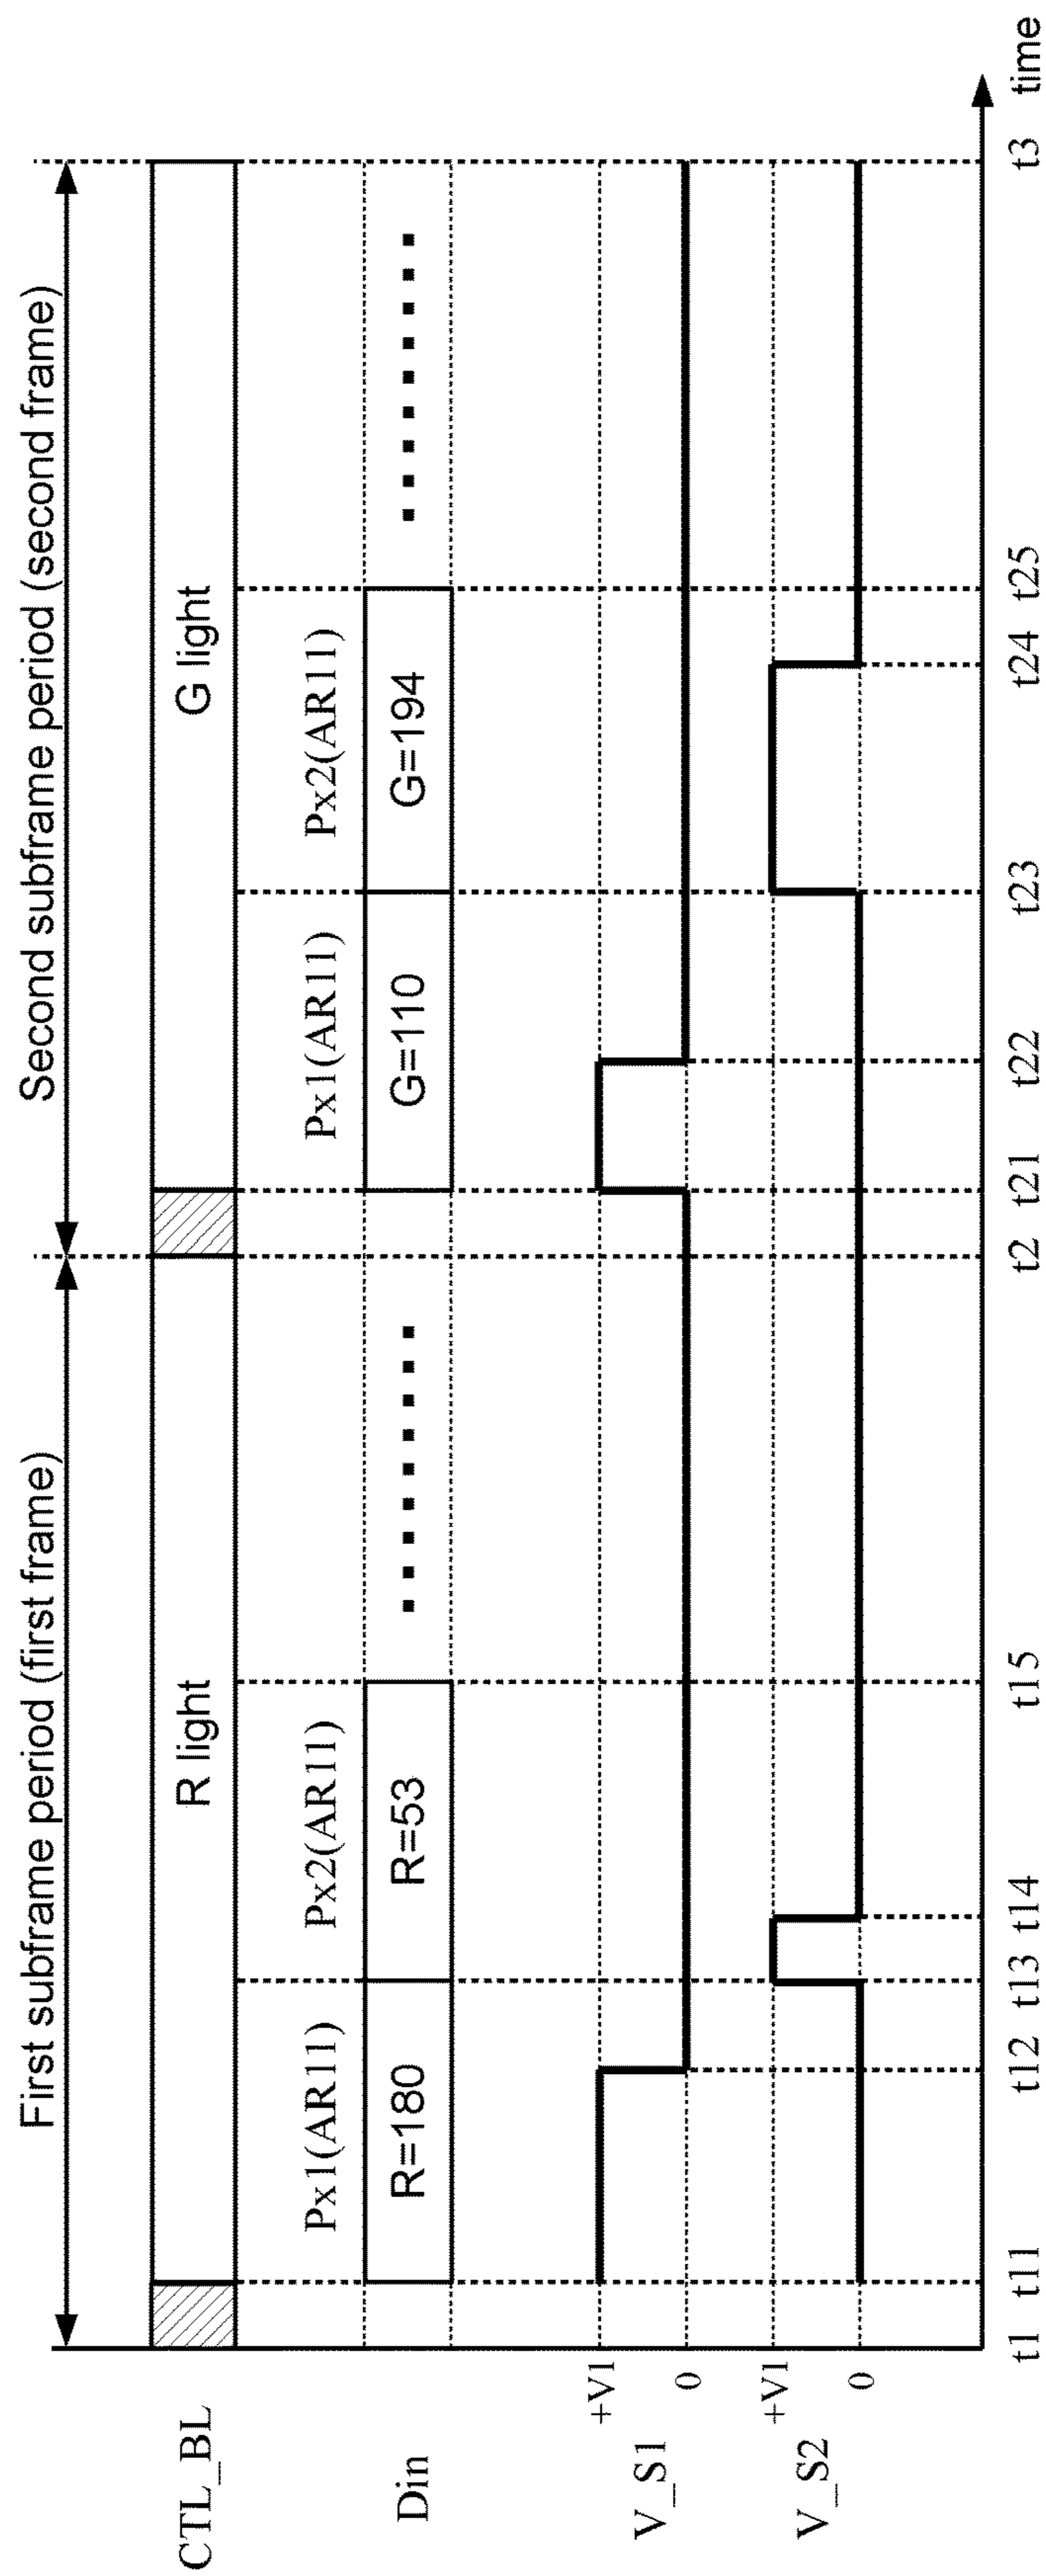 First subframe period (first frame)
Second subframe period (second frame)
CTL_BL
R light
G light
Px1(AR11)
Px2(AR11)
Px1(AR11)
Px2(AR11)
Din
R=180
R=53
G=110
G=194
+V1
V_S1
0
+V1
V_S2
0
t1
t11
t12
t13
t14
t15
t2
t21
t22
t23
t24
t25
t3
time